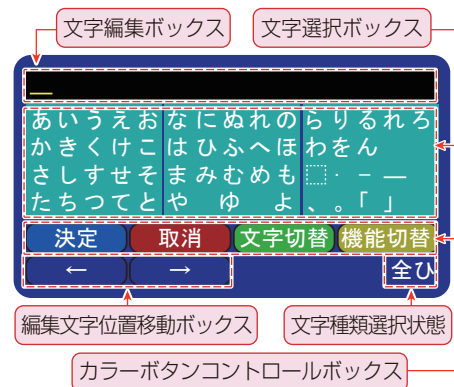 文字編集ボックス 文字選択ボックス
あいうえお なにぬれの らりるれろ
かきくけこ はひふへほ わをん
さしすせそ まみむめも ⬚・－―
たちつてと や ゆ よ 、。「」
決定 取消 文字切替 機能切替
← → 全ひ
編集文字位置移動ボックス 文字種類選択状態
カラーボタンコントロールボックス